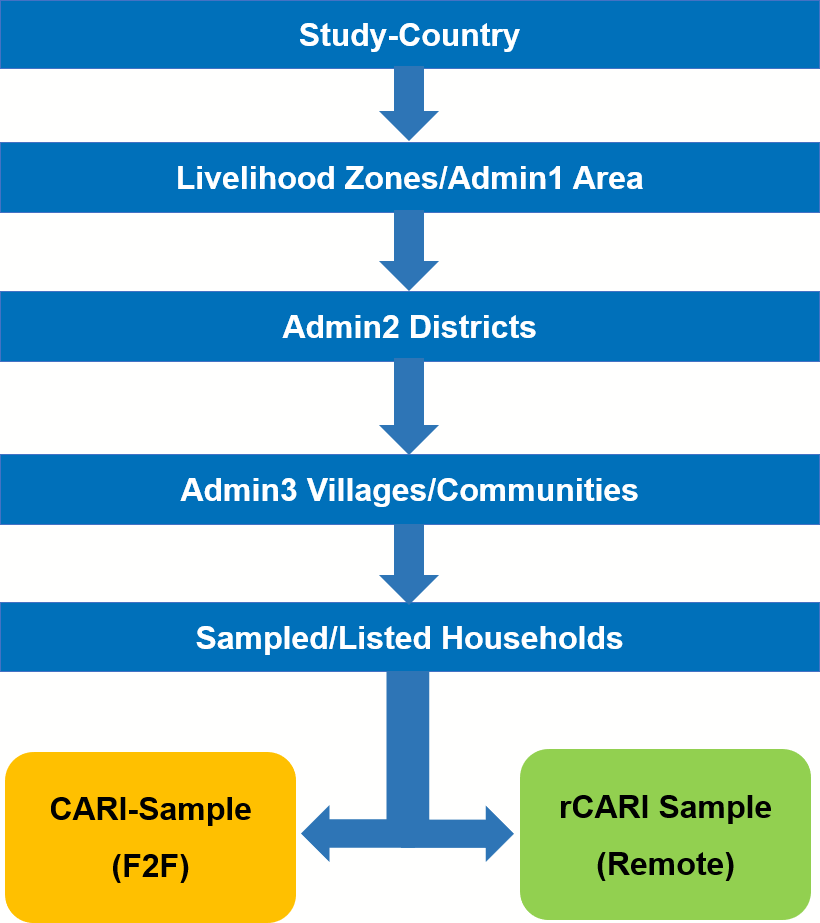 Study-Country
Livelihood Zones/Admin1 Area
Admin2 Districts
Admin3 Villages/Communities
Sampled/Listed Households
CARI-Sample
(F2F)
rCARI Sample
(Remote)